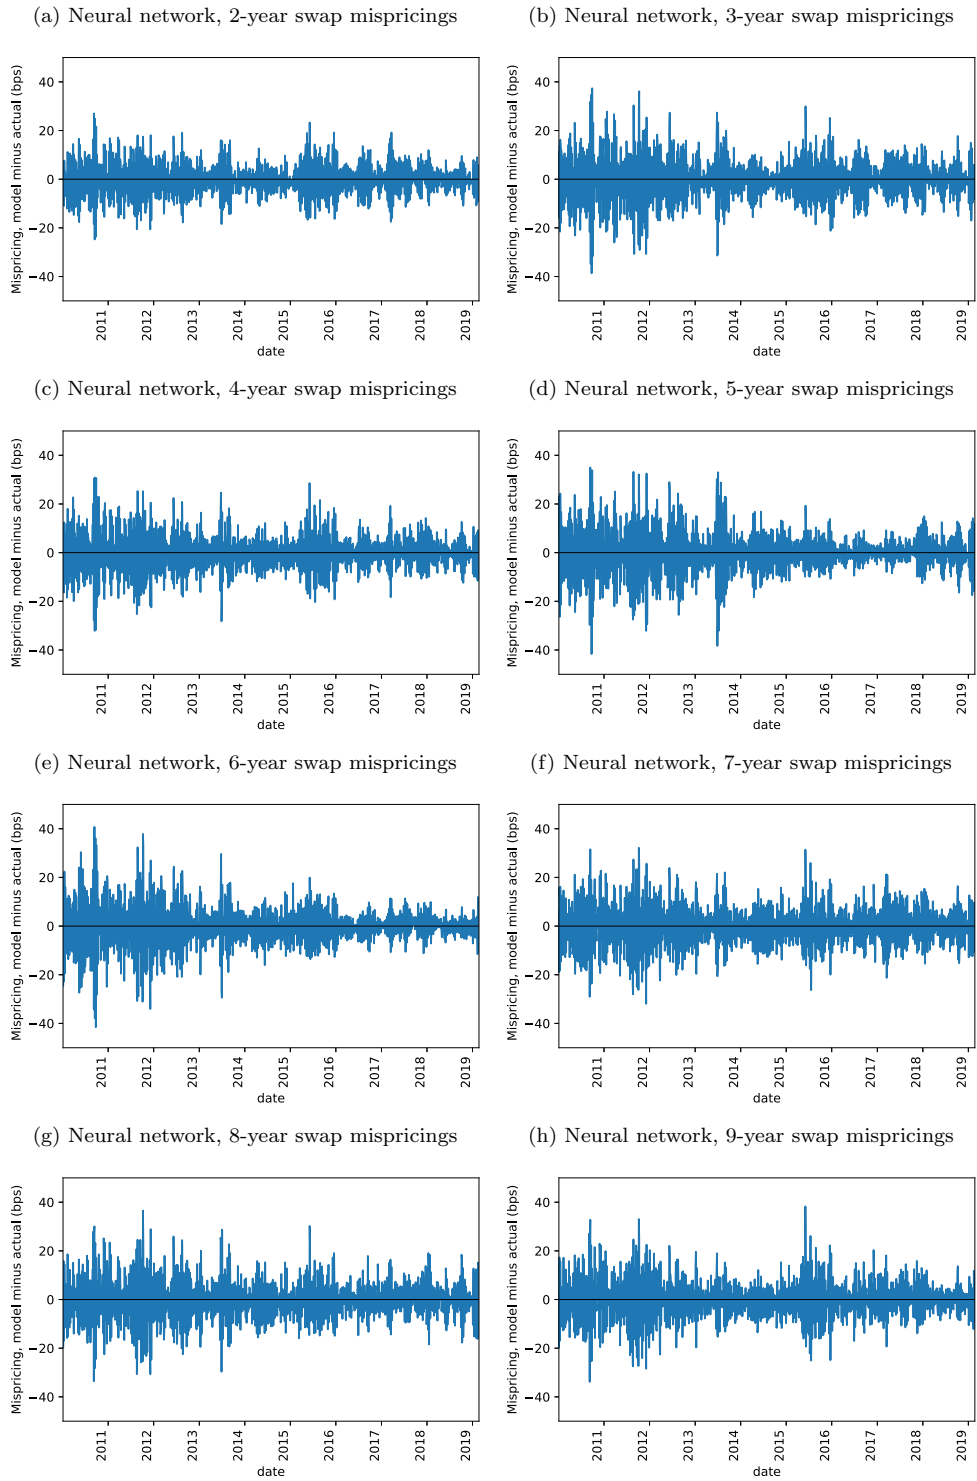 (a) Neural network, 2-year swap mispricings
Mispricing, model minus actual (bps)
40
20
0
−20
−40
2011 2012 2013 2014 2015 2016 2017 2018 2019
date
(b) Neural network, 3-year swap mispricings
Mispricing, model minus actual (bps)
40
20
0
−20
−40
2011 2012 2013 2014 2015 2016 2017 2018 2019
date
(c) Neural network, 4-year swap mispricings
Mispricing, model minus actual (bps)
40
20
0
−20
−40
2011 2012 2013 2014 2015 2016 2017 2018 2019
date
(d) Neural network, 5-year swap mispricings
Mispricing, model minus actual (bps)
40
20
0
−20
−40
2011 2012 2013 2014 2015 2016 2017 2018 2019
date
(e) Neural network, 6-year swap mispricings
Mispricing, model minus actual (bps)
40
20
0
−20
−40
2011 2012 2013 2014 2015 2016 2017 2018 2019
date
(f) Neural network, 7-year swap mispricings
Mispricing, model minus actual (bps)
40
20
0
−20
−40
2011 2012 2013 2014 2015 2016 2017 2018 2019
date
(g) Neural network, 8-year swap mispricings
Mispricing, model minus actual (bps)
40
20
0
−20
−40
2011 2012 2013 2014 2015 2016 2017 2018 2019
date
(h) Neural network, 9-year swap mispricings
Mispricing, model minus actual (bps)
40
20
0
−20
−40
2011 2012 2013 2014 2015 2016 2017 2018 2019
date